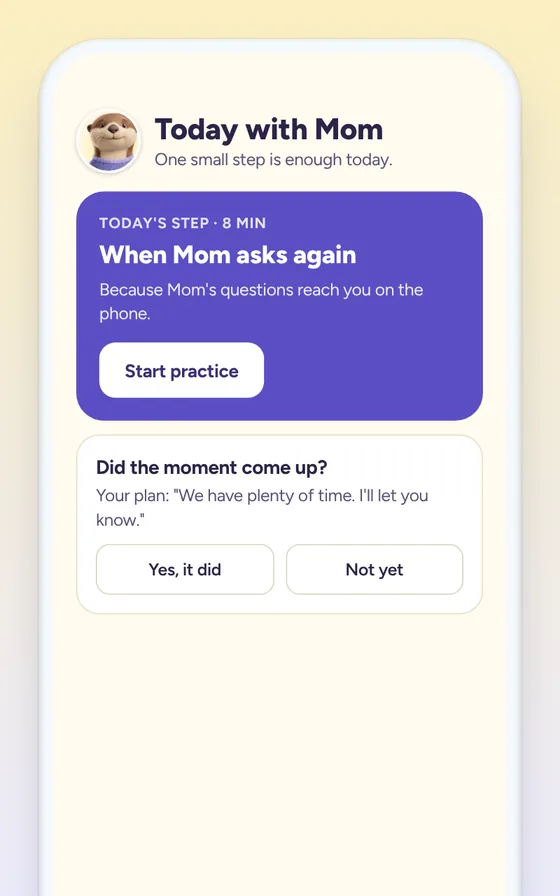 Today with Mom
One small step is enough today.
TODAY'S STEP · 8 MIN
When Mom asks again
Because Mom's questions reach you on the
phone.
Start practice
Did the moment come up?
Your plan: "We have plenty of time. I'll let you
know."
Yes, it did
Not yet